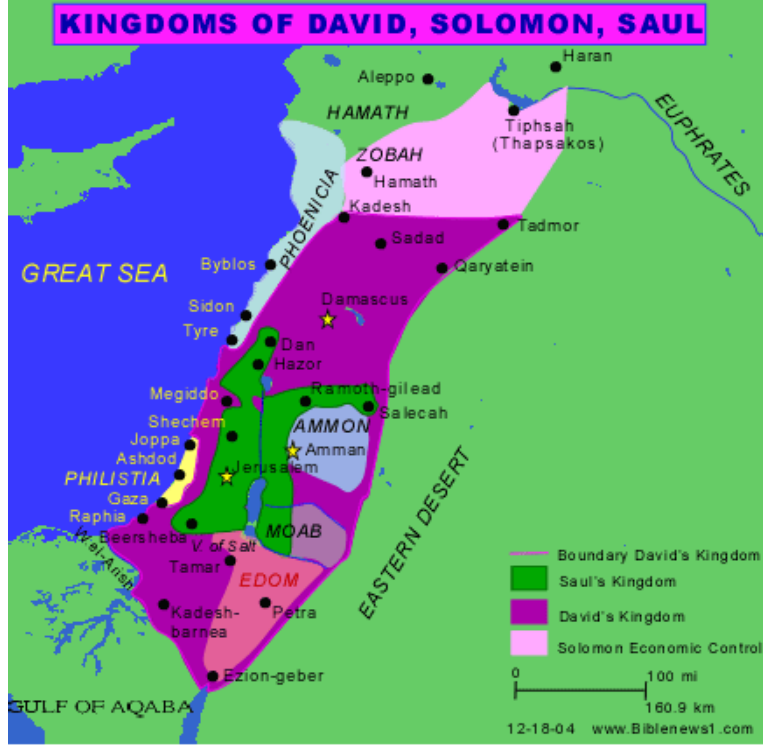 KINGDOMS OF DAVID, SOLOMON, SAUL
Haran
Aleppo
HAMATH
EUPHRATES
Tiphsah
(Thapsakos)
ZOBAH
Hamath
PHOENICIA
Kadesh
Tadmor
Sadad
Byblos
Qaryatein
GREAT SEA
Damascus
Sidon
Tyre
Dan
Hazor
Megiddo
Ramoth-gilead
Salecah
Shechem
AMMON
Joppa
Amman
Ashdod
Jerusalem
PHILISTIA
Gaza
Raphia
Beersheba
MOAB
EASTERN DESERT
W.el-Arish
V. of Salt
Tamar
EDOM
Kadesh-
barnea
Petra
Ezion-geber
GULF OF AQABA
Boundary David's Kingdom
Saul's Kingdom
David's Kingdom
Solomon Economic Control
0 100 mi
160.9 km
12-18-04 www.Biblenews1.com